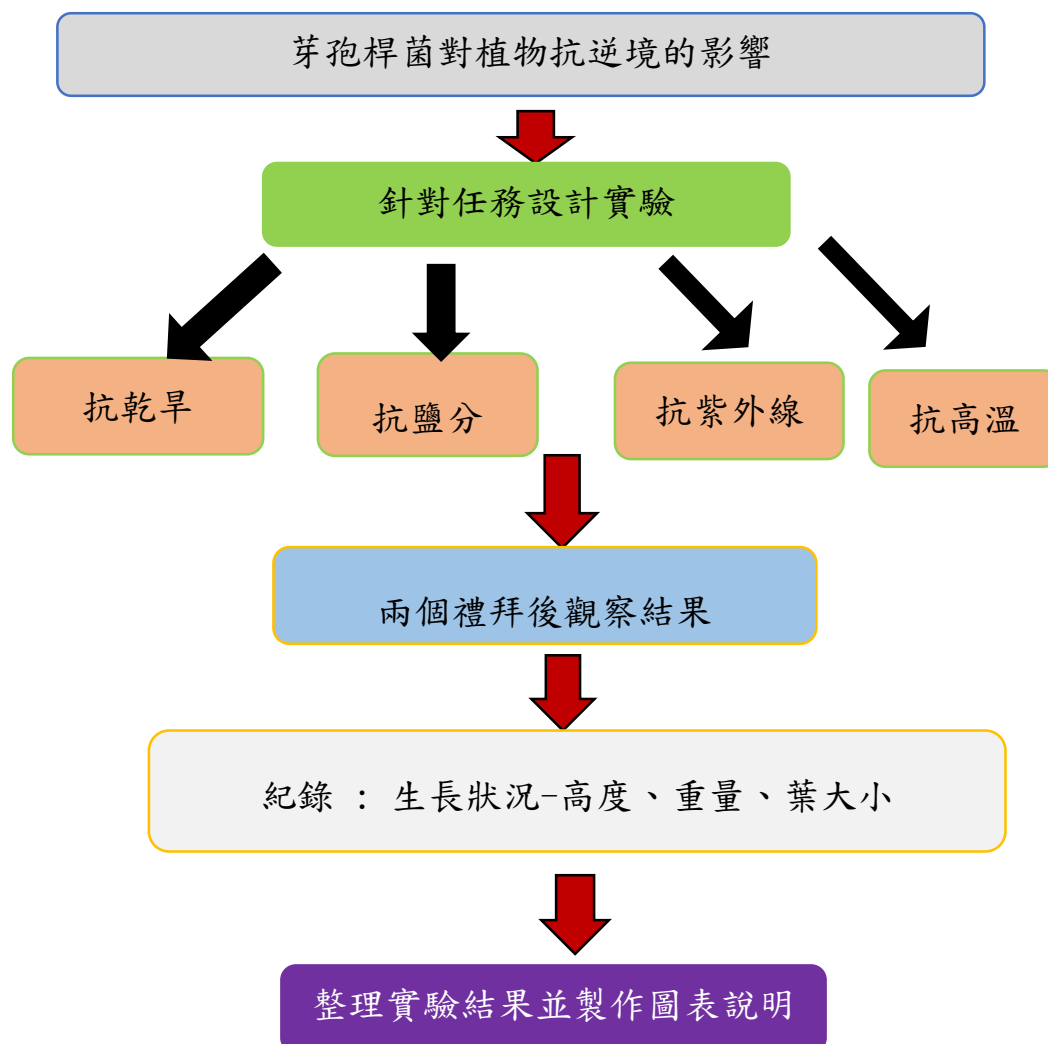 芽孢桿菌對植物抗逆境的影響
針對任務設計實驗
抗乾旱
抗鹽分
抗紫外線
抗高溫
兩個禮拜後觀察結果
紀錄 : 生長狀況-高度、重量、葉大小
整理實驗結果並製作圖表說明